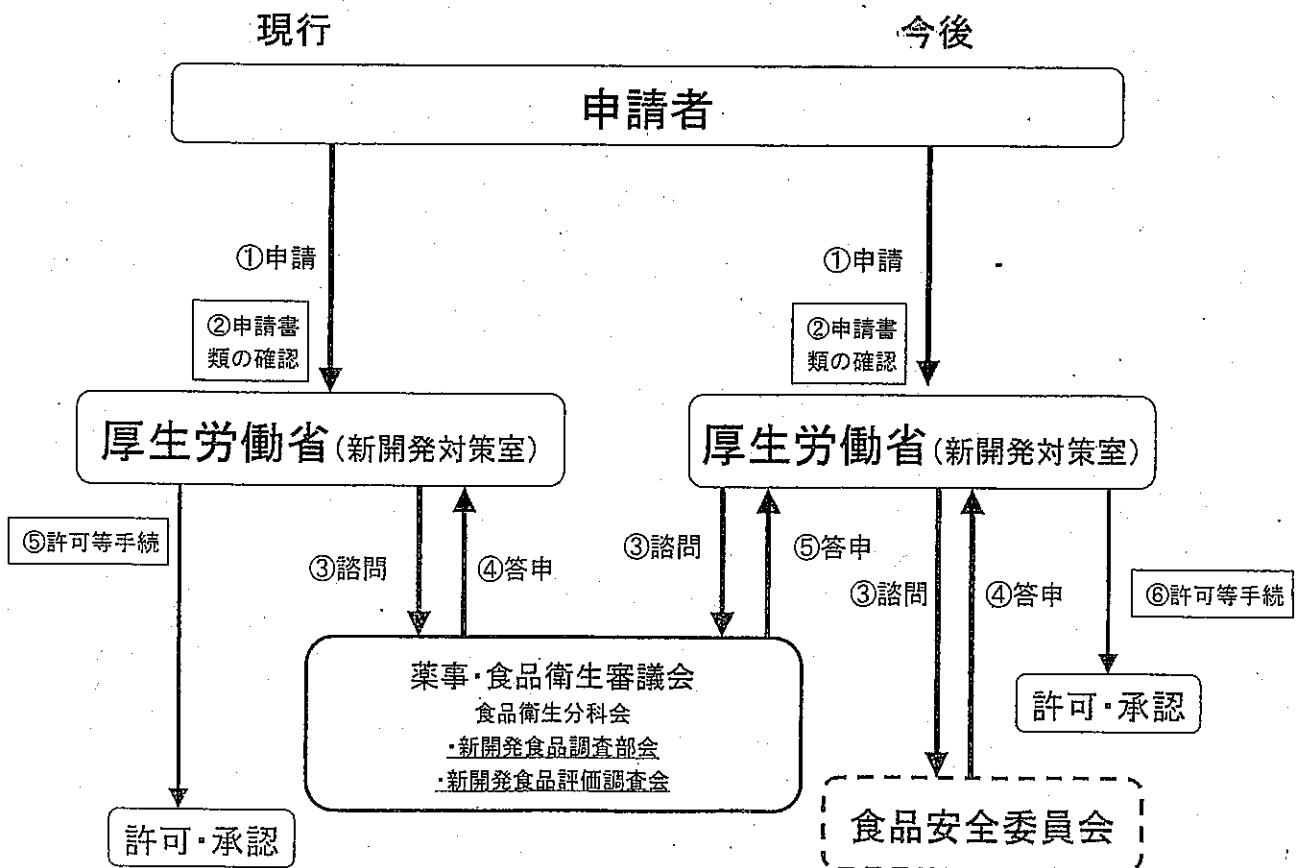 現行
今後
申請者
①申請
①申請
②申請書
類の確認
②申請書
類の確認
厚生労働省(新開発対策室)
厚生労働省(新開発対策室)
⑤許可等手続
③諮問
④答申
③諮問
⑤答申
③諮問
④答申
⑥許可等手続
薬事・食品衛生審議会
食品衛生分科会
・新開発食品調査部会
・新開発食品評価調査会
許可・承認
許可・承認
食品安全委員会